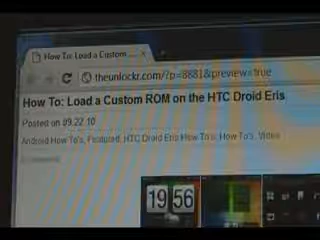 How To: Load a Custom ...
theunlockr.com/?p=8681&preview=true
How To: Load a Custom ROM on the HTC Droid Eris
Posted on 09.22.10
Android How To's, Featured, HTC Droid Eris How To's, How To's, Video
19 56